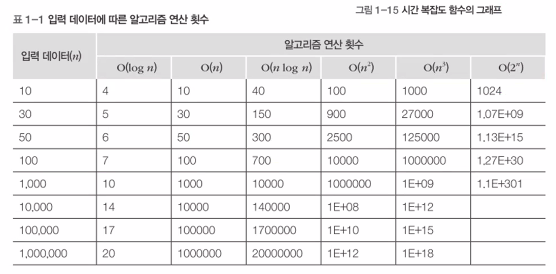 그림 1-15 시간 복잡도 함수의 그래프
표 1-1 입력 데이터에 따른 알고리즘 연산 횟수
입력 데이터(n) 알고리즘 연산 횟수
O(log n) O(n) O(n log n) O(n²) O(n³) O(2ⁿ)
10 4 10 40 100 1000 1024
30 5 30 150 900 27000 1.07E+09
50 6 50 300 2500 125000 1.13E+15
100 7 100 700 10000 1000000 1.27E+30
1,000 10 1000 10000 1000000 1E+09 1.1E+301
10,000 14 10000 140000 1E+08 1E+12
100,000 17 100000 1700000 1E+10 1E+15
1,000,000 20 1000000 20000000 1E+12 1E+18